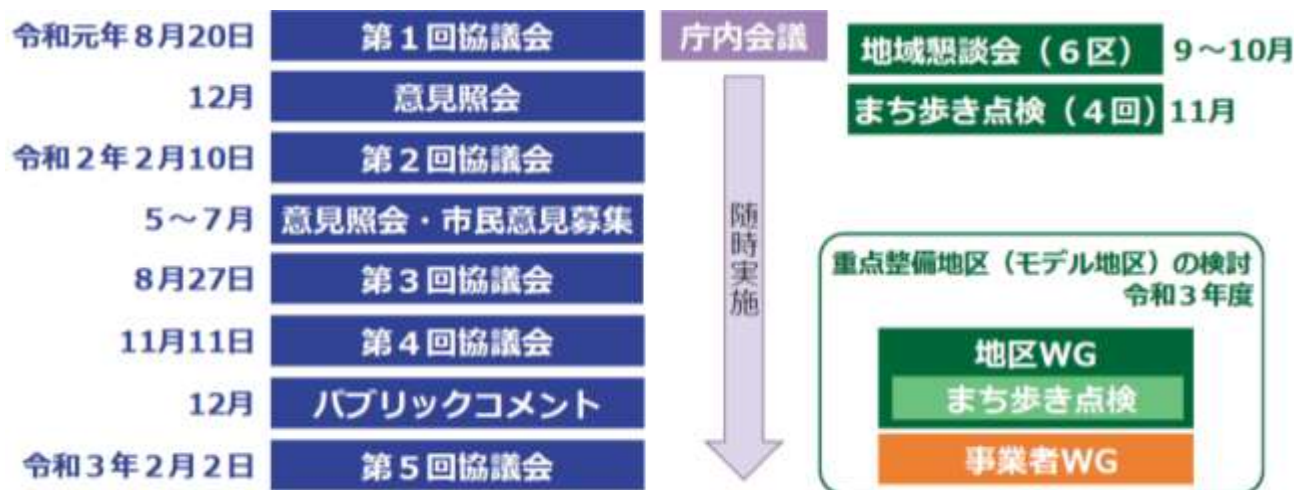 令和元年8月20日 第1回協議会
12月 意見照会
令和2年2月10日 第2回協議会
5～7月 意見照会・市民意見募集
8月27日 第3回協議会
11月11日 第4回協議会
12月 パブリックコメント
令和3年2月2日 第5回協議会
庁内会議
随時実施
地域懇談会（6区） 9～10月
まち歩き点検（4回） 11月
重点整備地区（モデル地区）の検討
令和3年度
地区WG
まち歩き点検
事業者WG